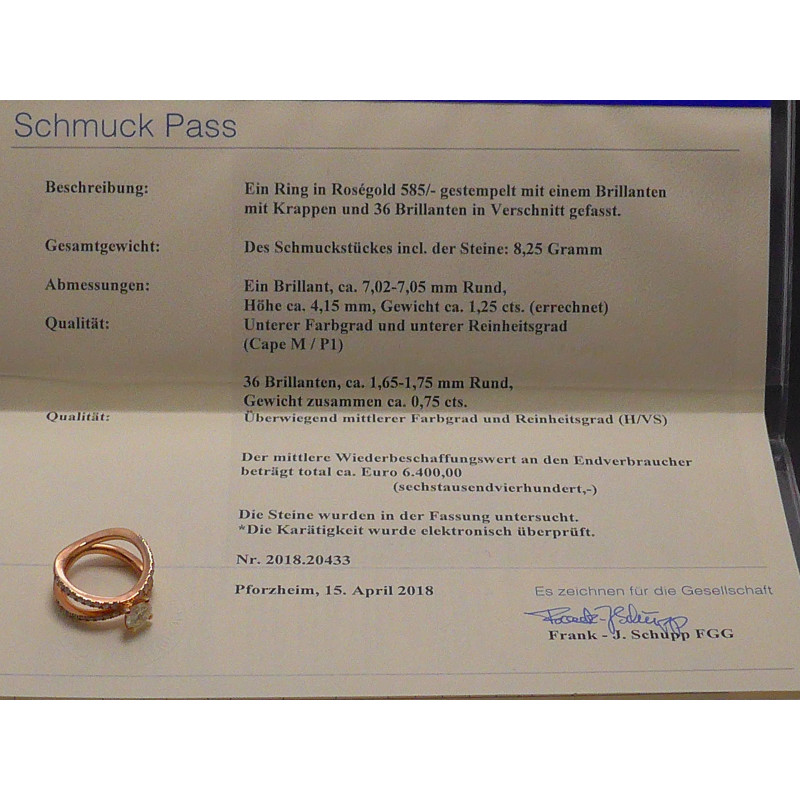 Schmuck Pass
Beschreibung: Ein Ring in Roségold 585/- gestempelt mit einem Brillanten
mit Krappen und 36 Brillanten in Verschnitt gefasst.
Gesamtgewicht: Des Schmuckstückes incl. der Steine: 8,25 Gramm
Abmessungen: Ein Brillant, ca. 7,02-7,05 mm Rund,
Höhe ca. 4,15 mm, Gewicht ca. 1,25 cts. (errechnet)
Qualität: Unterer Farbgrad und unterer Reinheitsgrad
(Cape M / P1)
36 Brillanten, ca. 1,65-1,75 mm Rund,
Gewicht zusammen ca. 0,75 cts.
Qualität: Überwiegend mittlerer Farbgrad und Reinheitsgrad (H/VS)
Der mittlere Wiederbeschaffungswert an den Endverbraucher
beträgt total ca. Euro 6.400,00
(sechstausendvierhundert,-)
Die Steine wurden in der Fassung untersucht.
*Die Karätigkeit wurde elektronisch überprüft.
Nr. 2018.20433
Pforzheim, 15. April 2018 Es zeichnen für die Gesellschaft
Frank-J Schupp
Frank - J. Schupp FGG